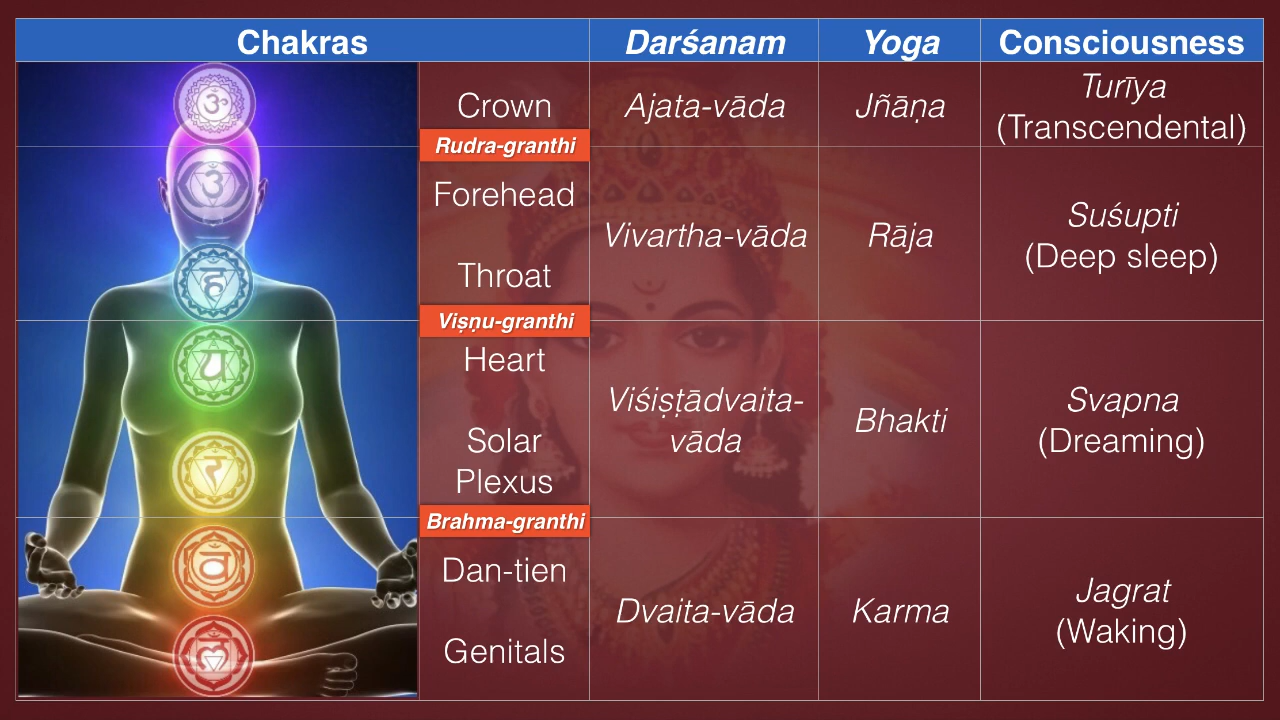 Chakras
Darśanam
Yoga
Consciousness
ॐ
Crown
Ajata-vāda
Jñāṇa
Turīya
(Transcendental)
Rudra-granthi
Forehead
Throat
Vivartha-vāda
Rāja
Suśupti
(Deep sleep)
ॐ
हं
Viṣṇu-granthi
Heart
Solar
Plexus
Viśiṣṭādvaita-
vāda
Bhakti
Svapna
(Dreaming)
यं
रं
Brahma-granthi
Dan-tien
Genitals
Dvaita-vāda
Karma
Jagrat
(Waking)
वं
लं